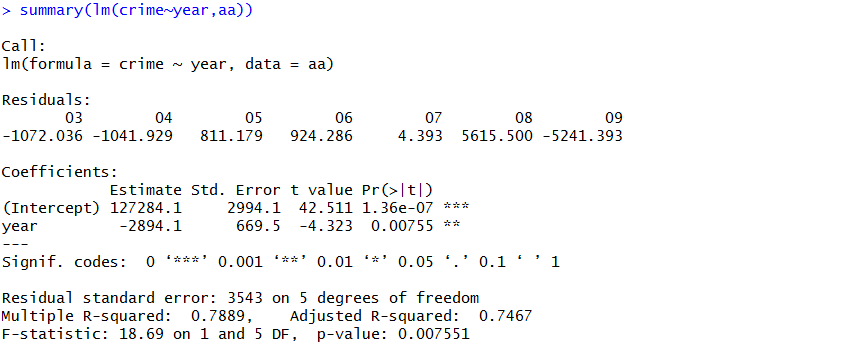 > summary(lm(crime~year,aa))
Call:
lm(formula = crime ~ year, data = aa)
Residuals:
03 04 05 06 07 08 09
-1072.036 -1041.929 811.179 924.286 4.393 5615.500 -5241.393
Coefficients:
Estimate Std. Error t value Pr(>|t|)
(Intercept) 127284.1 2994.1 42.511 1.36e-07 ***
year -2894.1 669.5 -4.323 0.00755 **
---
Signif. codes: 0 ‘***’ 0.001 ‘**’ 0.01 ‘*’ 0.05 ‘.’ 0.1 ‘ ’ 1
Residual standard error: 3543 on 5 degrees of freedom
Multiple R-squared: 0.7889, Adjusted R-squared: 0.7467
F-statistic: 18.69 on 1 and 5 DF, p-value: 0.007551